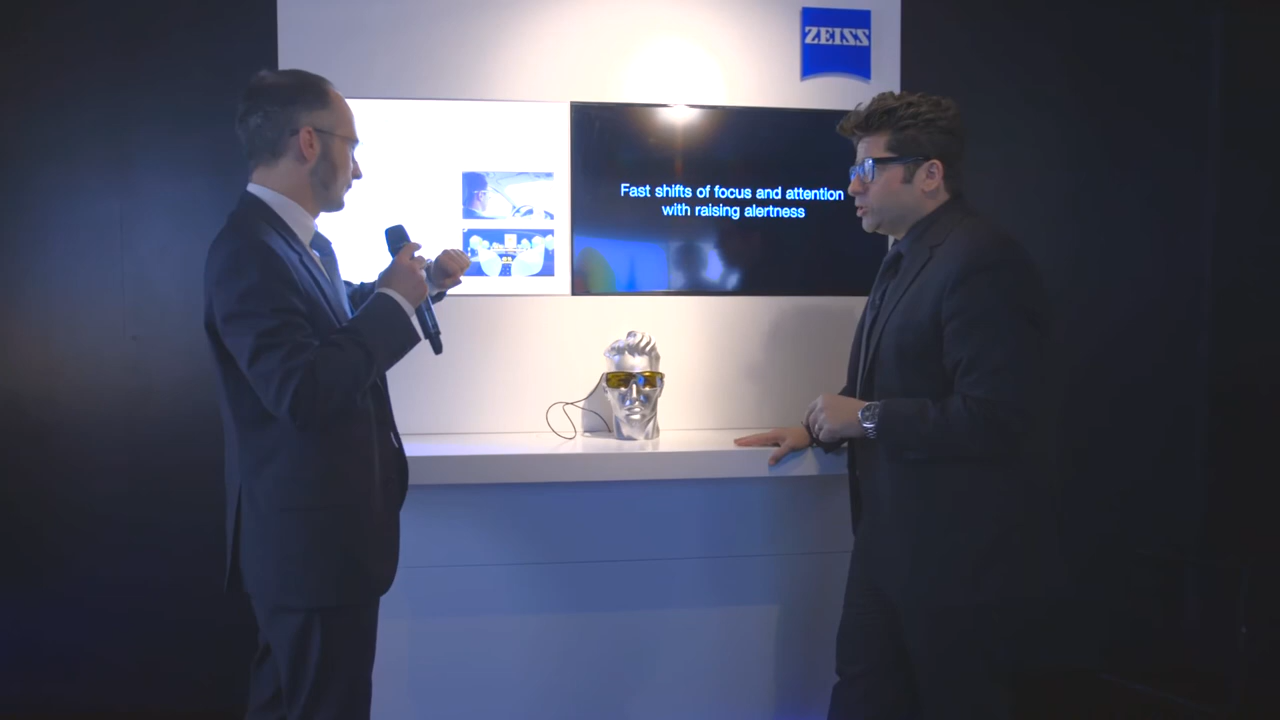 ZEISS
Fast shifts of focus and attention
with raising alertness